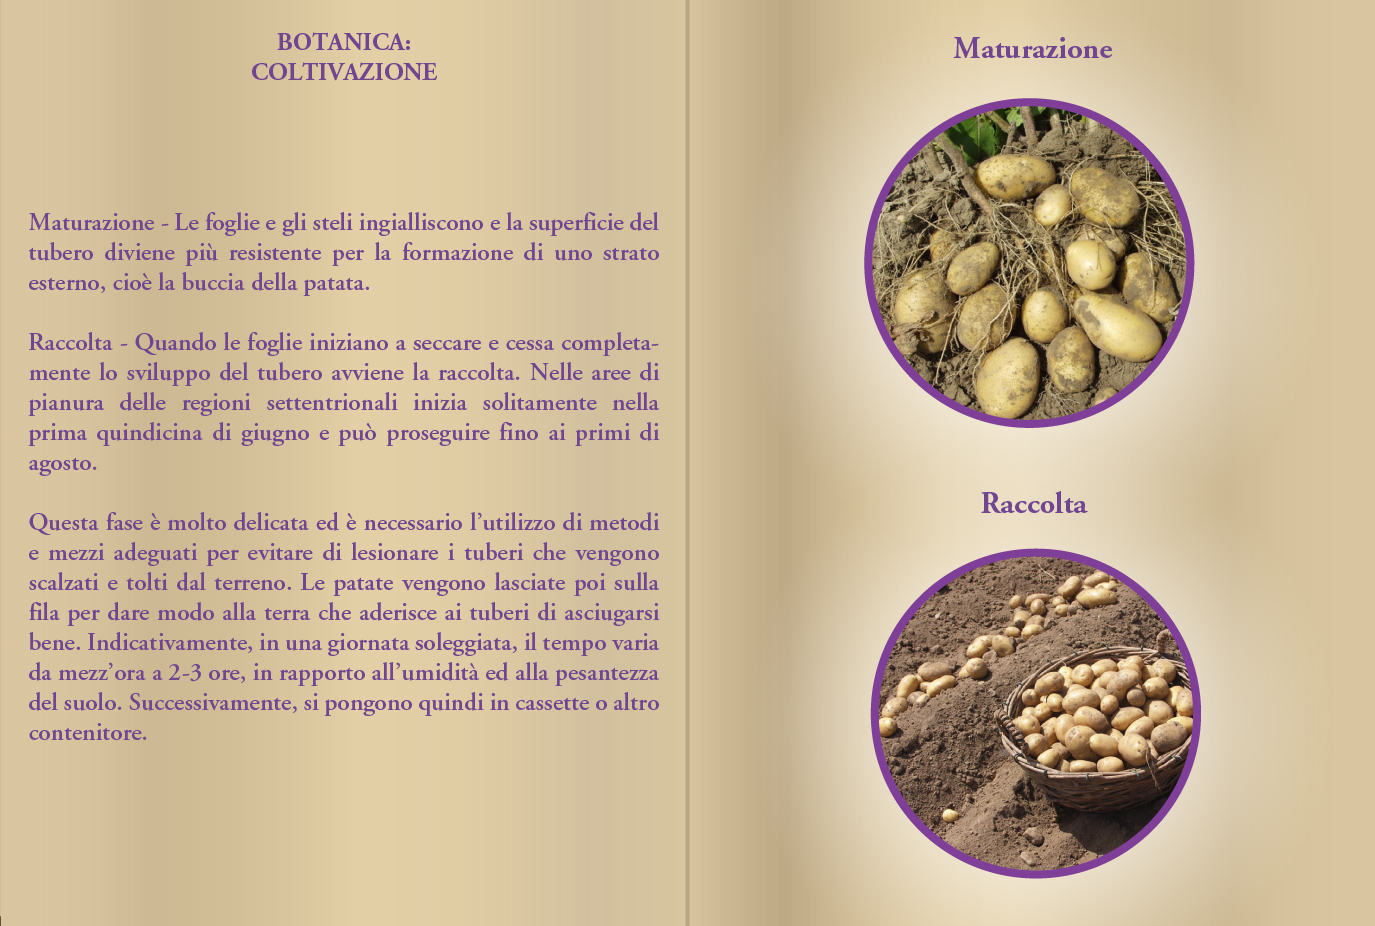 BOTANICA:
COLTIVAZIONE
Maturazione - Le foglie e gli steli ingialliscono e la superficie del
tubero diviene più resistente per la formazione di uno strato
esterno, cioè la buccia della patata.
Raccolta - Quando le foglie iniziano a seccare e cessa completa-
mente lo sviluppo del tubero avviene la raccolta. Nelle aree di
pianura delle regioni settentrionali inizia solitamente nella
prima quindicina di giugno e può proseguire fino ai primi di
agosto.
Questa fase è molto delicata ed è necessario l'utilizzo di metodi
e mezzi adeguati per evitare di lesionare i tuberi che vengono
scalzati e tolti dal terreno. Le patate vengono lasciate poi sulla
fila per dare modo alla terra che aderisce ai tuberi di asciugarsi
bene. Indicativamente, in una giornata soleggiata, il tempo varia
da mezz'ora a 2-3 ore, in rapporto all'umidità ed alla pesantezza
del suolo. Successivamente, si pongono quindi in cassette o altro
contenitore.
Maturazione
Raccolta